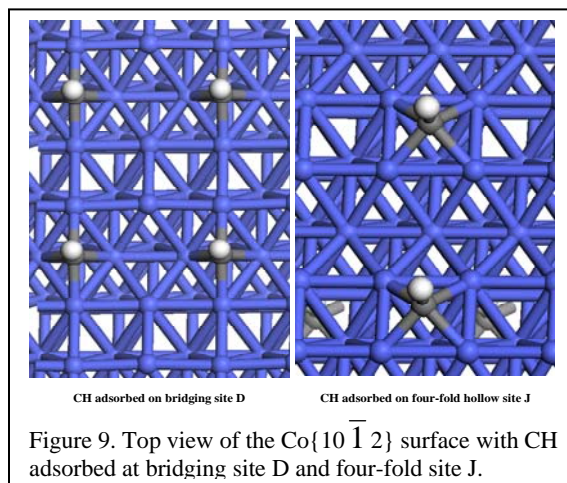 CH adsorbed on bridging site D
CH adsorbed on four-fold hollow site J
Figure 9. Top view of the Co{10 1̅ 2} surface with CH
adsorbed at bridging site D and four-fold site J.